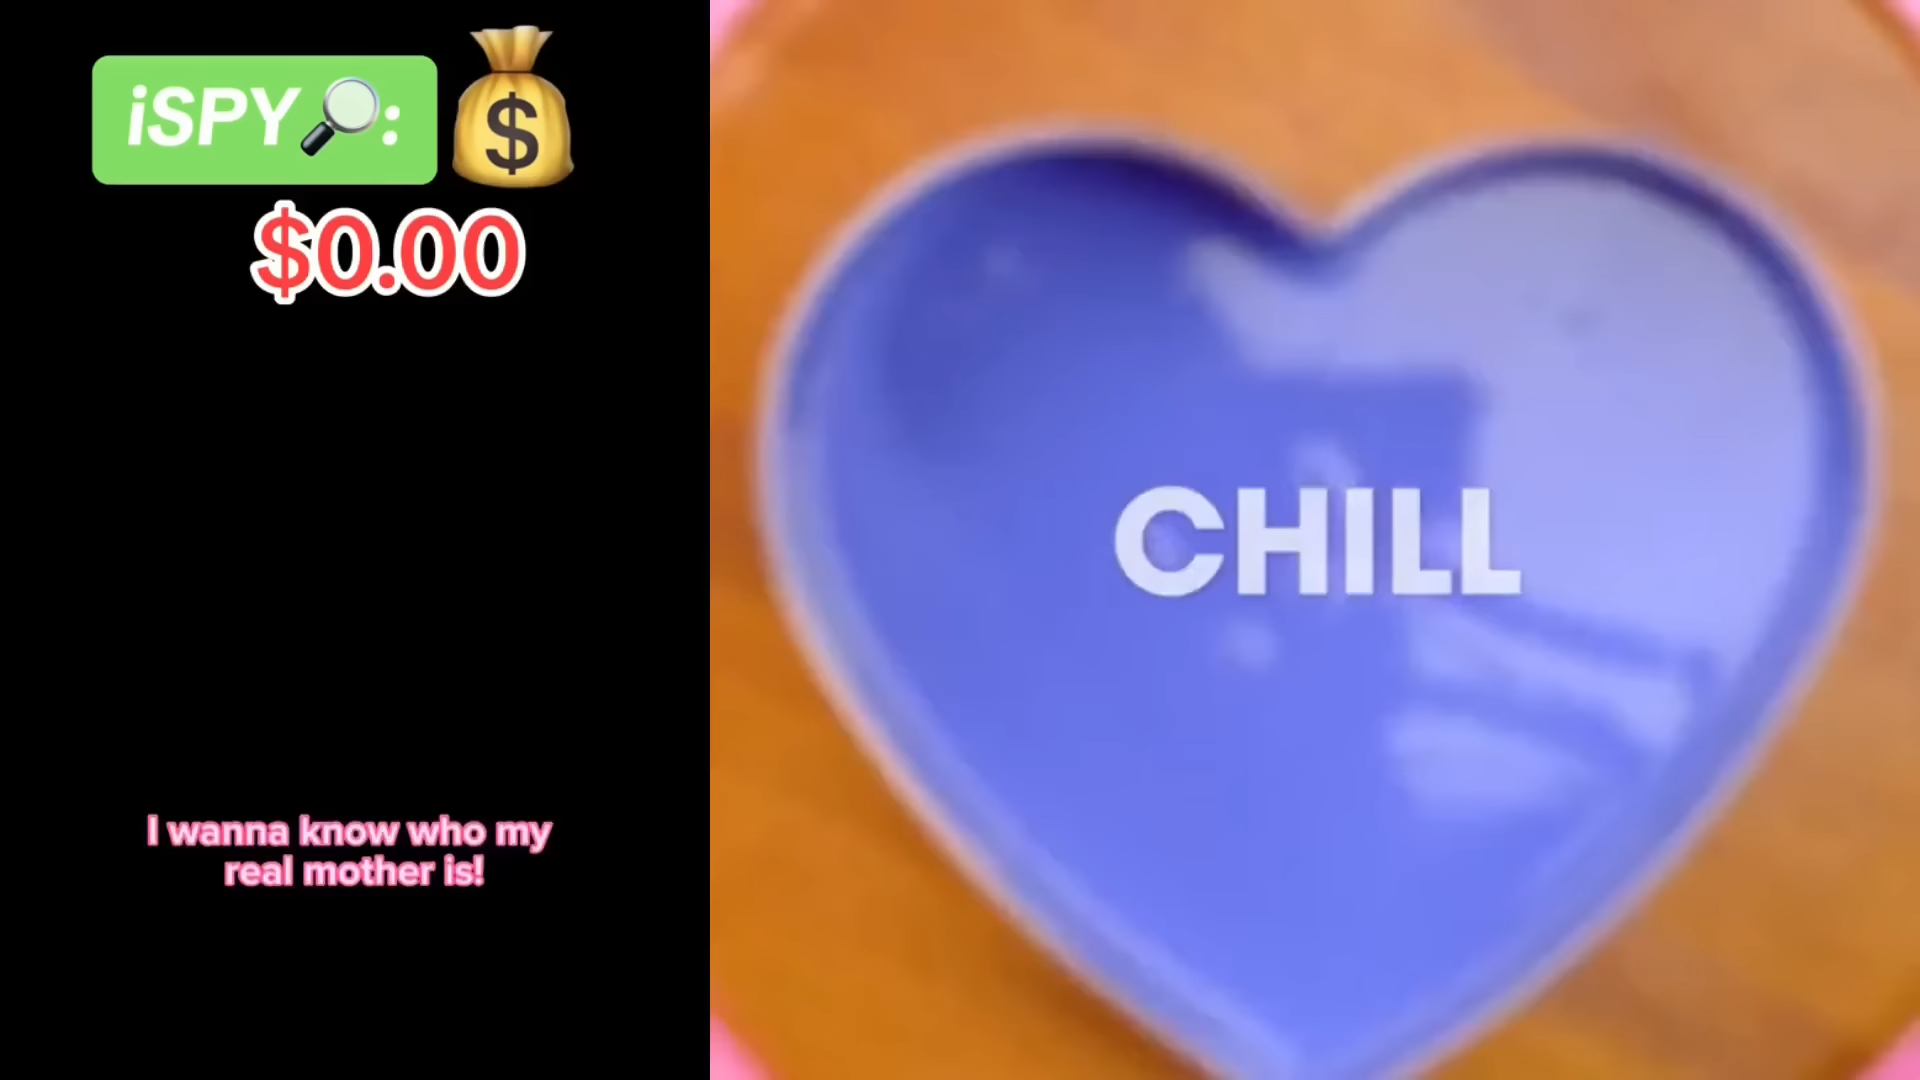 iSPY🔍:
$0.00
I wanna know who my
real mother is!
CHILL